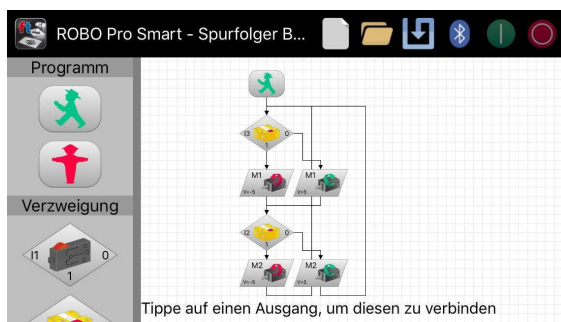 ROBO Pro Smart - Spurfolger B...
Programm
Verzweigung
I1 0
1
I3 0
1
M1 M1
V=-5 V=5
I2 0
1
M2 M2
V=-5 V=5
Tippe auf einen Ausgang, um diesen zu verbinden